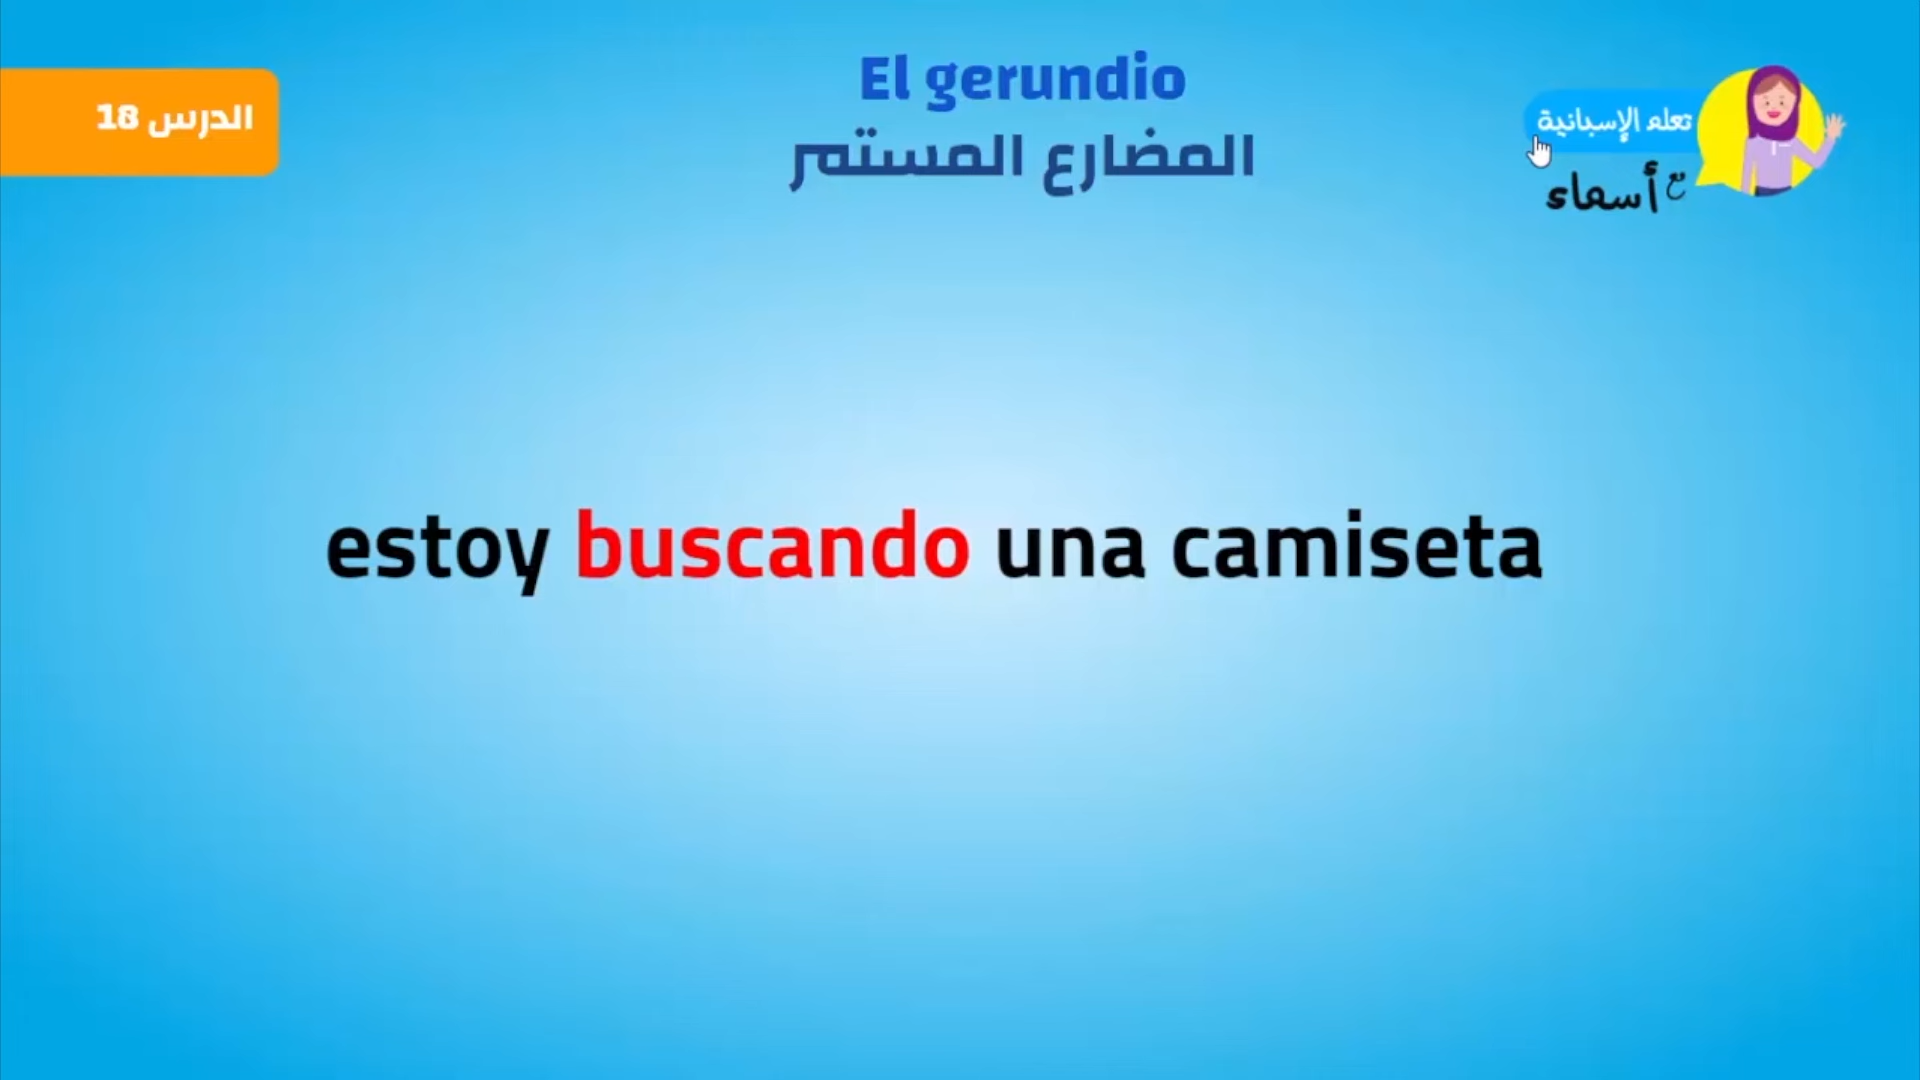 El gerundio
المضارع المستمر
الدرس 18
تعلم الإسبانية
مع أسماء
estoy buscando una camiseta